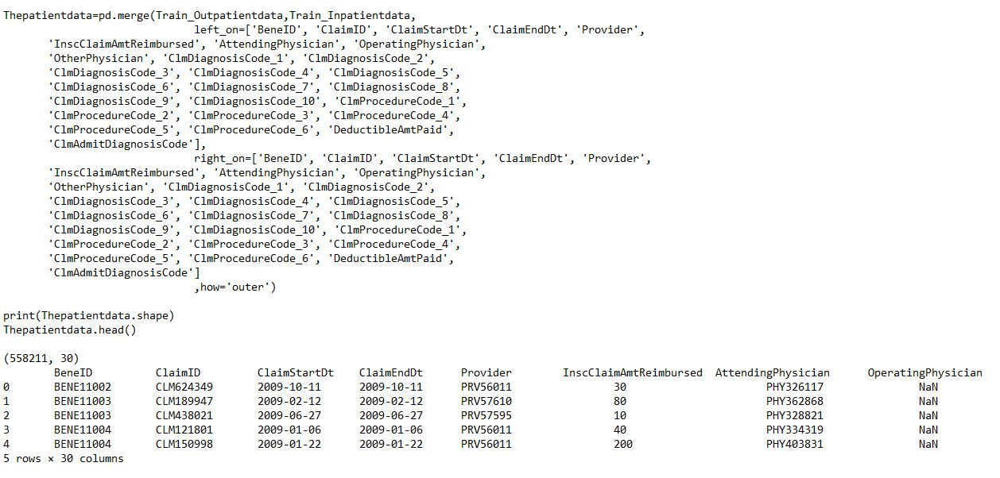 Thepatientdata=pd.merge(Train_Outpatientdata,Train_Inpatientdata,
left_on=['BeneID', 'ClaimID', 'ClaimStartDt', 'ClaimEndDt', 'Provider',
'InscClaimAmtReimbursed', 'AttendingPhysician', 'OperatingPhysician',
'OtherPhysician', 'ClmDiagnosisCode_1', 'ClmDiagnosisCode_2',
'ClmDiagnosisCode_3', 'ClmDiagnosisCode_4', 'ClmDiagnosisCode_5',
'ClmDiagnosisCode_6', 'ClmDiagnosisCode_7', 'ClmDiagnosisCode_8',
'ClmDiagnosisCode_9', 'ClmDiagnosisCode_10', 'ClmProcedureCode_1',
'ClmProcedureCode_2', 'ClmProcedureCode_3', 'ClmProcedureCode_4',
'ClmProcedureCode_5', 'ClmProcedureCode_6', 'DeductibleAmtPaid',
'ClmAdmitDiagnosisCode'],
right_on=['BeneID', 'ClaimID', 'ClaimStartDt', 'ClaimEndDt', 'Provider',
'InscClaimAmtReimbursed', 'AttendingPhysician', 'OperatingPhysician',
'OtherPhysician', 'ClmDiagnosisCode_1', 'ClmDiagnosisCode_2',
'ClmDiagnosisCode_3', 'ClmDiagnosisCode_4', 'ClmDiagnosisCode_5',
'ClmDiagnosisCode_6', 'ClmDiagnosisCode_7', 'ClmDiagnosisCode_8',
'ClmDiagnosisCode_9', 'ClmDiagnosisCode_10', 'ClmProcedureCode_1',
'ClmProcedureCode_2', 'ClmProcedureCode_3', 'ClmProcedureCode_4',
'ClmProcedureCode_5', 'ClmProcedureCode_6', 'DeductibleAmtPaid',
'ClmAdmitDiagnosisCode']
,how='outer')
print(Thepatientdata.shape)
Thepatientdata.head()
(558211, 30)
BeneID ClaimID ClaimStartDt ClaimEndDt Provider InscClaimAmtReimbursed AttendingPhysician OperatingPhysician
0 BENE11002 CLM624349 2009-10-11 2009-10-11 PRV56011 30 PHY326117 NaN
1 BENE11003 CLM189947 2009-02-12 2009-02-12 PRV57610 80 PHY362868 NaN
2 BENE11003 CLM438021 2009-06-27 2009-06-27 PRV57595 10 PHY328821 NaN
3 BENE11004 CLM121801 2009-01-06 2009-01-06 PRV56011 40 PHY334319 NaN
4 BENE11004 CLM150998 2009-01-22 2009-01-22 PRV56011 200 PHY403831 NaN
5 rows × 30 columns